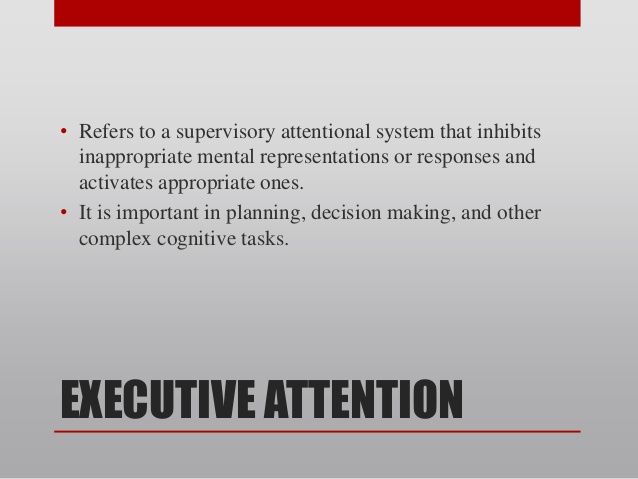 • Refers to a supervisory attentional system that inhibits
inappropriate mental representations or responses and
activates appropriate ones.
• It is important in planning, decision making, and other
complex cognitive tasks.
EXECUTIVE ATTENTION